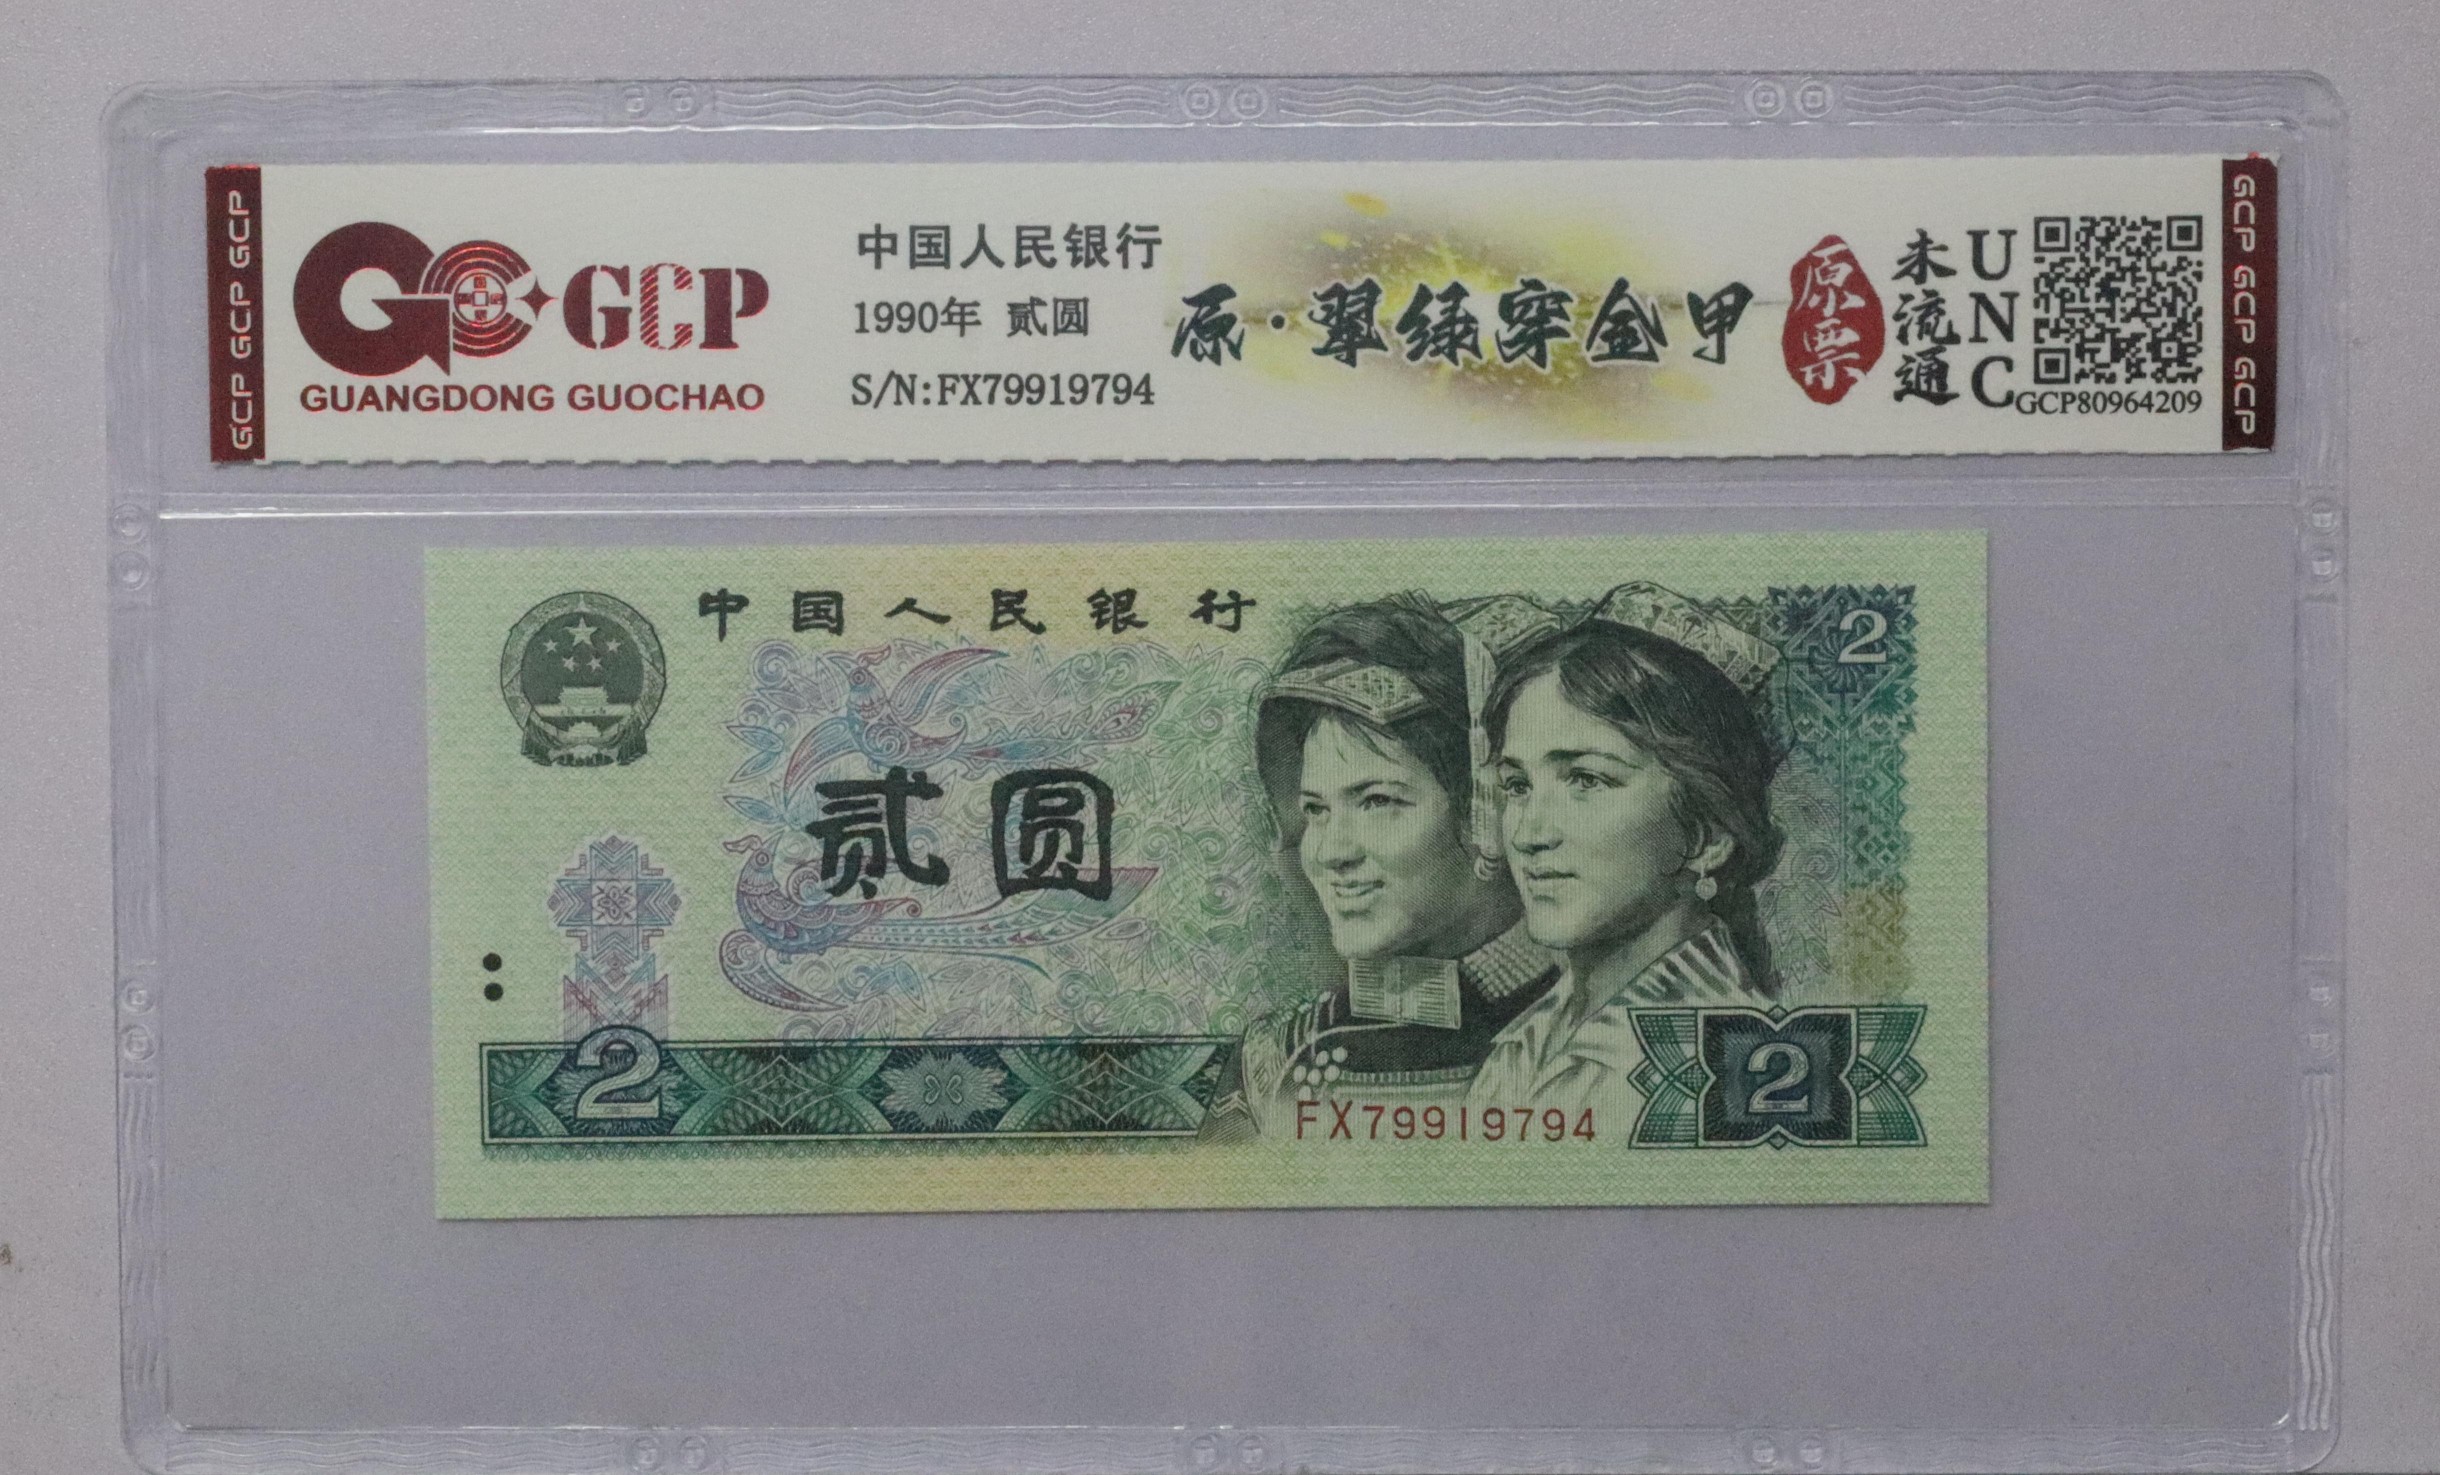 GCP GCP GCP
GCP
GUANGDONG GUOCHAO
中国人民银行
1990年 贰圆
S/N:FX79919794
原·翠绿穿金甲
原票
未流通
UNC
GCP80964209
GCP GCP GCP
中国人民银行
2
贰圆
2
2
FX79919794